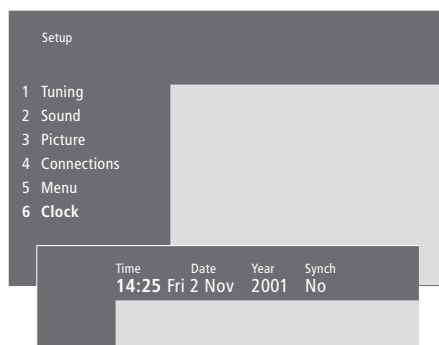 Setup
1 Tuning
2 Sound
3 Picture
4 Connections
5 Menu
6 Clock
Time Date Year Synch
14:25 Fri 2 Nov 2001 No